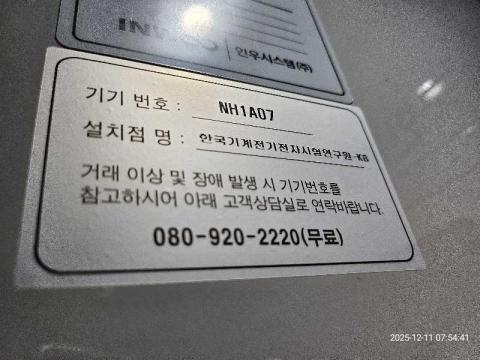 인우시스템(주)
기기 번호 : NH1A07
설치점 명 : 한국기계전기전자시험연구원-KB
거래 이상 및 장애 발생 시 기기번호를
참고하시어 아래 고객상담실로 연락바랍니다.
080-920-2220(무료)
2025-12-11 07:54:41